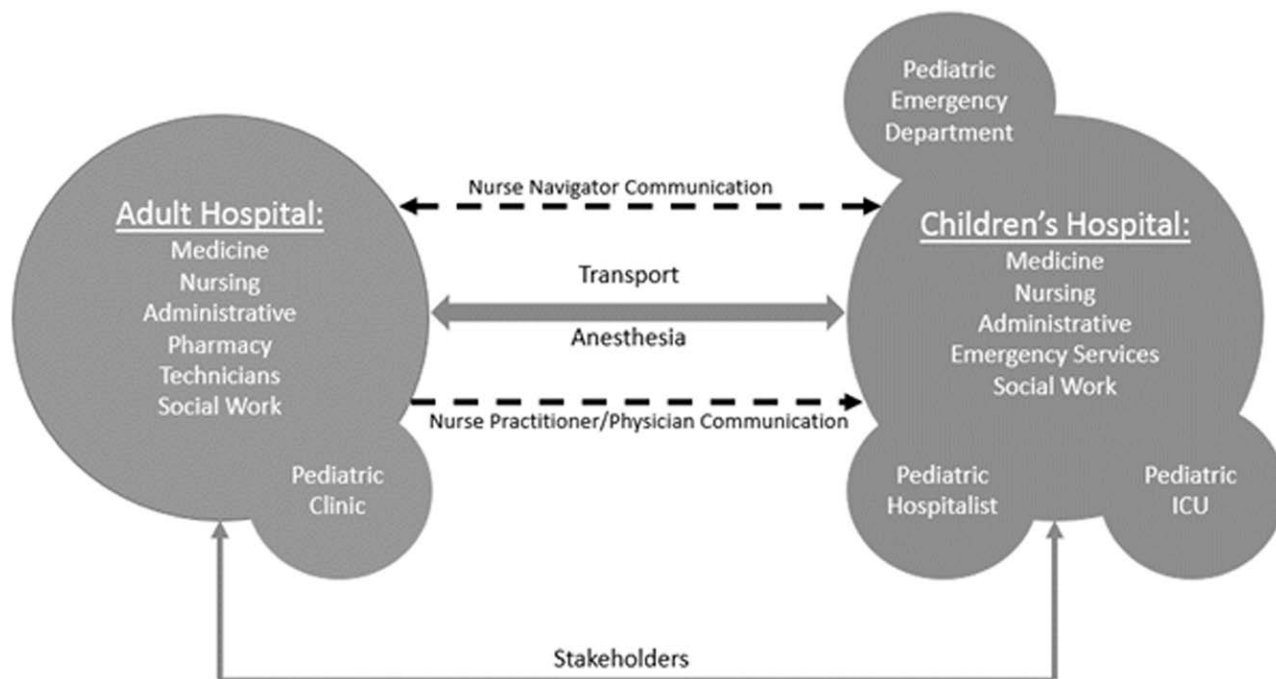 Pediatric
Emergency
Department
Nurse Navigator Communication
Adult Hospital:
Medicine
Nursing
Administrative
Pharmacy
Technicians
Social Work
Children’s Hospital:
Medicine
Nursing
Administrative
Emergency Services
Social Work
Transport
Anesthesia
Nurse Practitioner/Physician Communication
Pediatric
Clinic
Pediatric
Hospitalist
Pediatric
ICU
Stakeholders